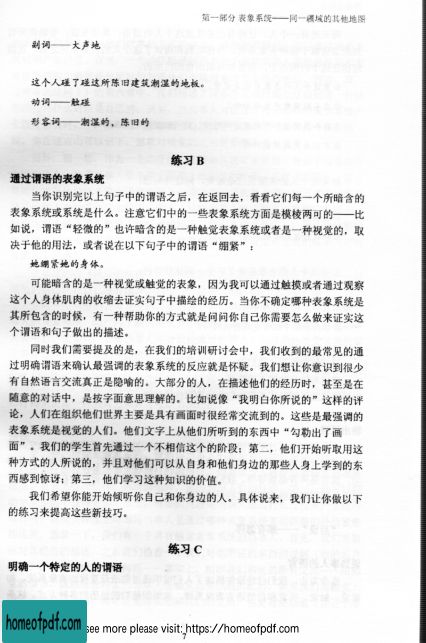 第一部分 表象系统——同一疆域的其他地图
副词——大声地
这个人碰了碰这所陈旧建筑潮湿的地板。
动词——触碰
形容词——潮湿的，陈旧的
练习 B
通过谓语的表象系统
当你识别完以上句子中的谓语之后，在返回去，看看它们每一个所暗含的
表象系统或系统是什么。注意它们中的一些表象系统方面是模棱两可的——比
如说，谓语“轻微的”也许暗含的是一种触觉表象系统或者是一种视觉的，取
决于他的用法，或者说在以下句子中的谓语“绷紧”：
她绷紧她的身体。
可能暗含的是一种视觉或触觉的表象，因为我可以通过触摸或者通过观察
这个人身体肌肉的收缩去证实句子中描绘的经历。当你不确定哪种表象系统是
其所包含的时候，有一种帮助你的方式就是问问你自己你需要怎么做来证实这
个谓语和句子做出的描述。
同时我们需要提及的是，在我们的培训研讨会中，我们收到的最常见的通
过明确谓语来确认最强调的表象系统的反应就是怀疑。我们想让你意识到很少
有自然语言交流真正是隐喻的。大部分的人，在描述他们的经历时，甚至是在
随意的对话中，是按字面意思理解的。比如说像“我明白你所说的”这样的评
论，人们在组织他们世界主要是具有画面时很经常交流到的。这些是最强调的
表象系统是视觉的人们。他们文字上从他们所听到的东西中“勾勒出了画
面”。我们的学生首先通过一个不相信这个的阶段；第二，他们开始听取用这
种方式的人所说的，并且对他们可以从自身和他们身边的那些人身上学到的东
西感到惊讶；第三，他们学习这种知识的价值。
我们希望你能开始倾听你自己和你身边的人。具体说来，我们让你做以下
的练习来提高这些新技巧。
练习 C
明确一个特定的人的谓语
7
homeofpdf.com
see more please visit: https://homeofpdf.com